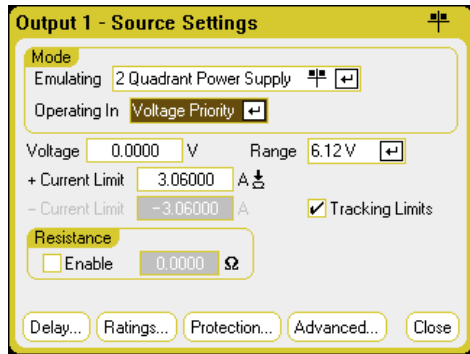 Output 1 - Source Settings
Mode
Emulating 2 Quadrant Power Supply
Operating In Voltage Priority
Voltage 0.0000 V Range 6.12 V
+ Current Limit 3.06000 A
− Current Limit −3.06000 A Tracking Limits
Resistance
Enable 0.0000 Ω
Delay... Ratings... Protection... Advanced... Close